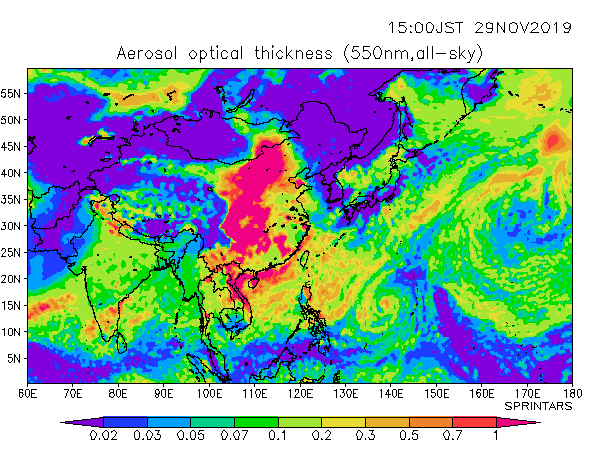 15:00JST 29NOV2019
Aerosol optical thickness (550nm,all-sky)
55N
50N
45N
40N
35N
30N
25N
20N
15N
10N
5N
60E 70E 80E 90E 100E 110E 120E 130E 140E 150E 160E 170E 180
SPRINTARS
0.02 0.03 0.05 0.07 0.1 0.2 0.3 0.5 0.7 1